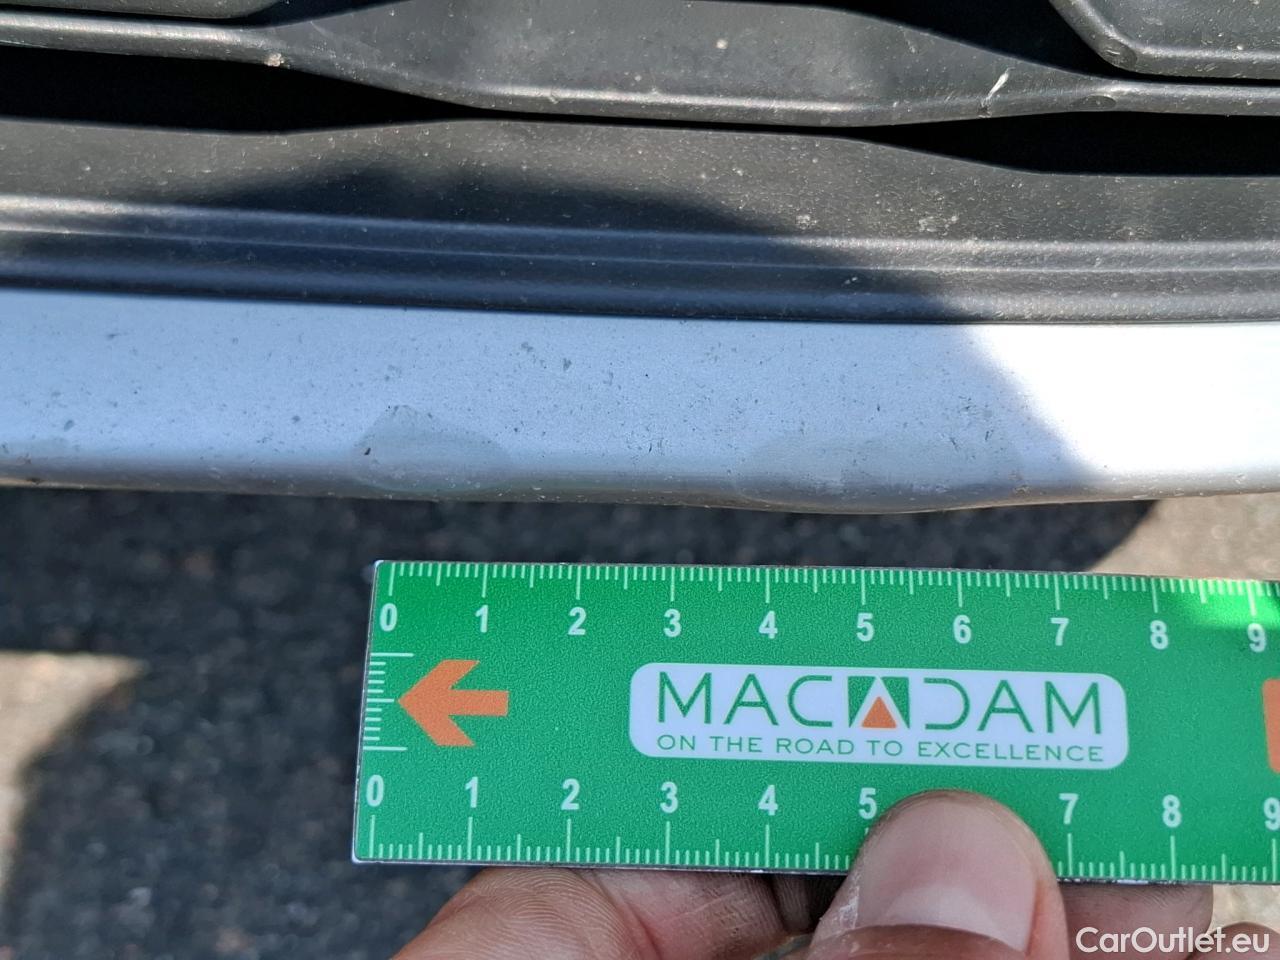 0 1 2 3 4 5 6 7 8 9
MACADAM
ON THE ROAD TO EXCELLENCE
0 1 2 3 4 5 7 8 9
CarOutlet.eu